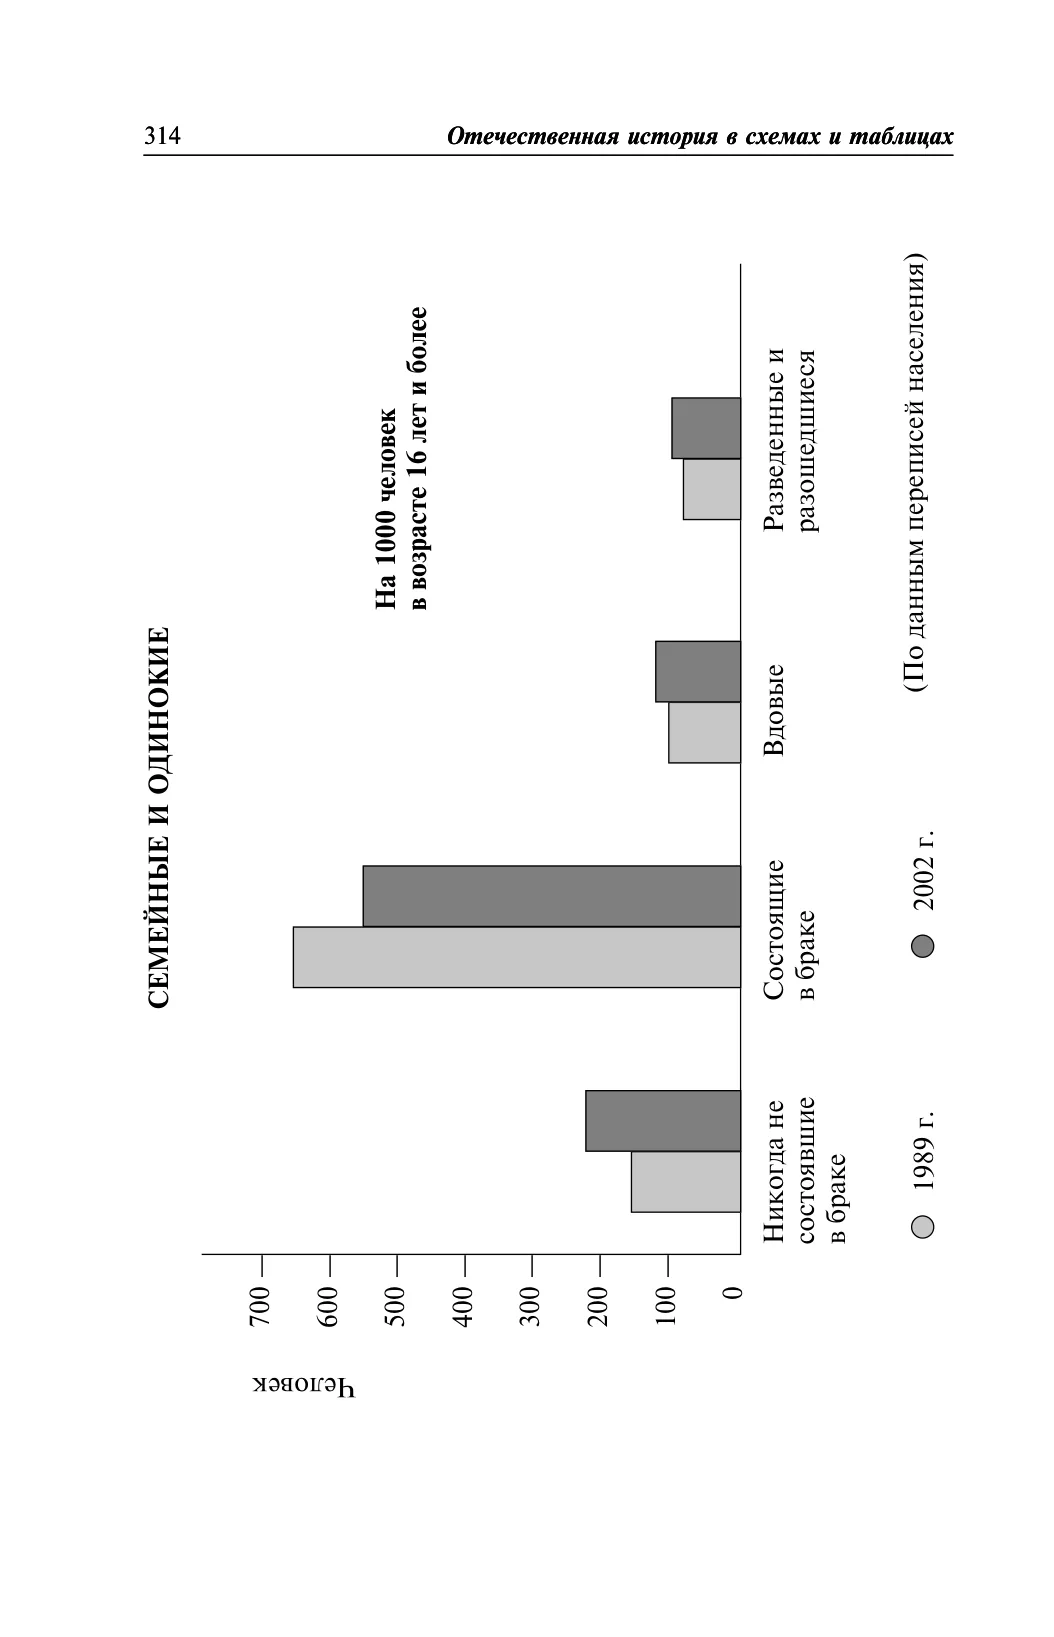 314
Отечественная история в схемах и таблицах
СЕМЕЙНЫЕ И ОДИНОКИЕ
На 1000 человек
в возрасте 16 лет и более
Человек
700
600
500
400
300
200
100
0
Никогда не
состоявшие
в браке
Состоящие
в браке
Вдовые
Разведенные и
разошедшиеся
1989 г.
2002 г.
(По данным переписей населения)